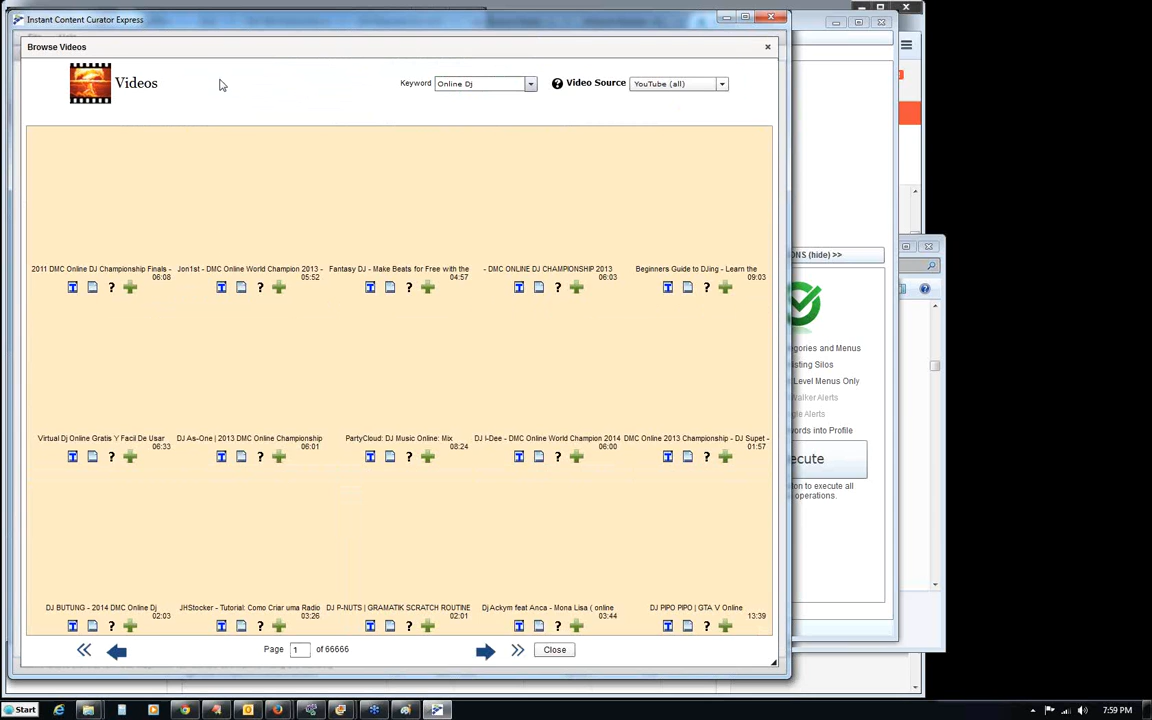 Instant Content Curator Express
Browse Videos
Videos
Keyword
Online Dj
Video Source
YouTube (all)
2011 DMC Online DJ Championship Finals -
06:08
Jon1st - DMC Online World Champion 2013 -
05:52
Fantasy DJ - Make Beats for Free with the
04:57
- DMC ONLINE DJ CHAMPIONSHIP 2013
06:03
Beginners Guide to DJing - Learn the
09:03
Virtual Dj Online Gratis Y Facil De Usar
06:33
DJ As-One | 2013 DMC Online Championship
06:01
PartyCloud: DJ Music Online: Mix
08:24
DJ I-Dee - DMC Online World Champion 2014
06:00
DMC Online 2013 Championship - DJ Supet -
01:57
DJ BUTUNG - 2014 DMC Online Dj
02:03
JHStocker - Tutorial: Como Criar uma Radio
03:26
DJ P-NUTS | GRAMATIK SCRATCH ROUTINE
02:01
Dj Ackym feat Anca - Mona Lisa ( online
03:44
DJ PIPO PIPO | GTA V Online
13:39
Page 1 of 66666
Close
ONS (hide) >>
egories and Menus
isting Silos
Level Menus Only
Walker Alerts
gle Alerts
words into Profile
ecute
ton to execute all
operations.
Start
7:59 PM